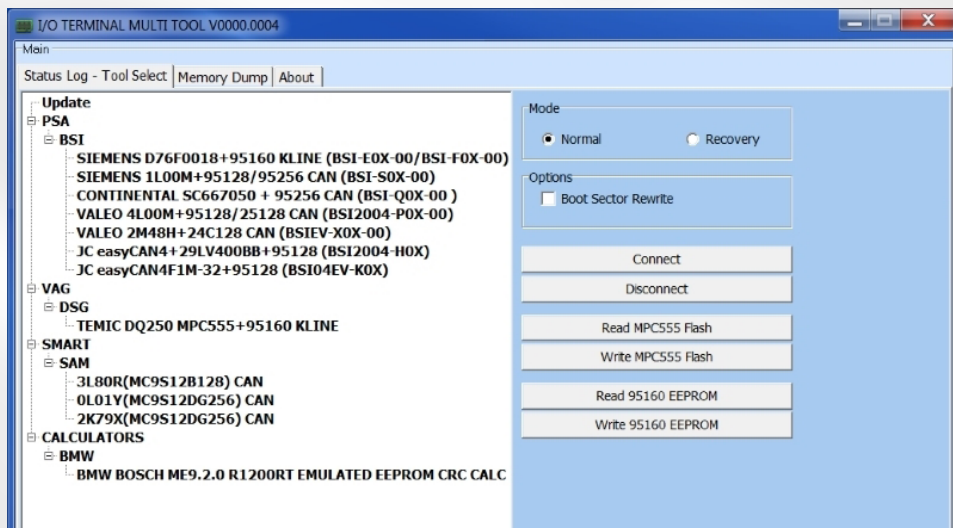 I/O TERMINAL MULTI TOOL V0000.0004
Main
Status Log - Tool Select
Memory Dump
About
Update
PSA
BSI
SIEMENS D76F0018+95160 KLINE (BSI-E0X-00/BSI-F0X-00)
SIEMENS 1L00M+95128/95256 CAN (BSI-S0X-00)
CONTINENTAL SC667050 + 95256 CAN (BSI-Q0X-00 )
VALEO 4L00M+95128/25128 CAN (BSI2004-P0X-00)
VALEO 2M48H+24C128 CAN (BSIEV-X0X-00)
JC easyCAN4+29LV400BB+95128 (BSI2004-H0X)
JC easyCAN4F1M-32+95128 (BSI04EV-K0X)
VAG
DSG
TEMIC DQ250 MPC555+95160 KLINE
SMART
SAM
3L80R(MC9S12B128) CAN
0L01Y(MC9S12DG256) CAN
2K79X(MC9S12DG256) CAN
CALCULATORS
BMW
BMW BOSCH ME9.2.0 R1200RT EMULATED EEPROM CRC CALC
Mode
Normal
Recovery
Options
Boot Sector Rewrite
Connect
Disconnect
Read MPC555 Flash
Write MPC555 Flash
Read 95160 EEPROM
Write 95160 EEPROM